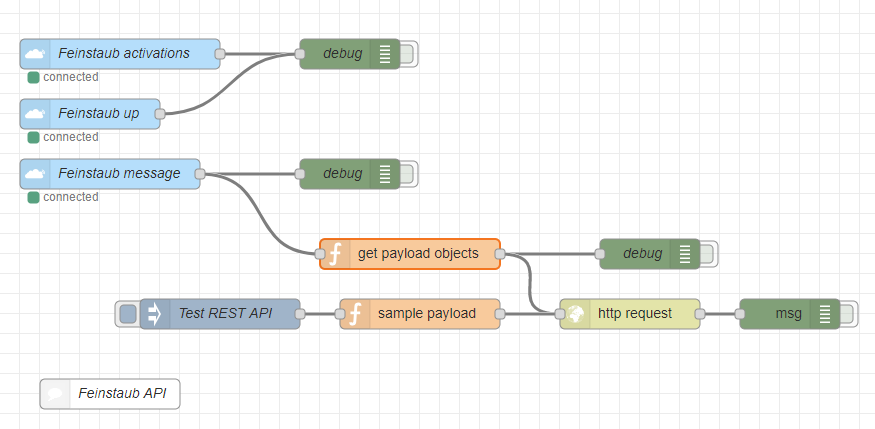 Feinstaub activations
debug
connected
Feinstaub up
connected
Feinstaub message
debug
connected
get payload objects
debug
Test REST API
sample payload
http request
msg
Feinstaub API